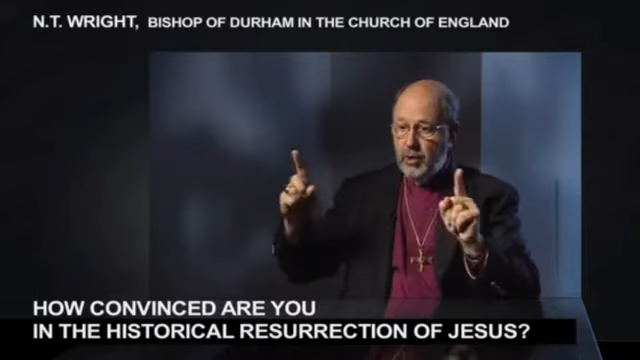 N.T. WRIGHT, BISHOP OF DURHAM IN THE CHURCH OF ENGLAND
HOW CONVINCED ARE YOU
IN THE HISTORICAL RESURRECTION OF JESUS?